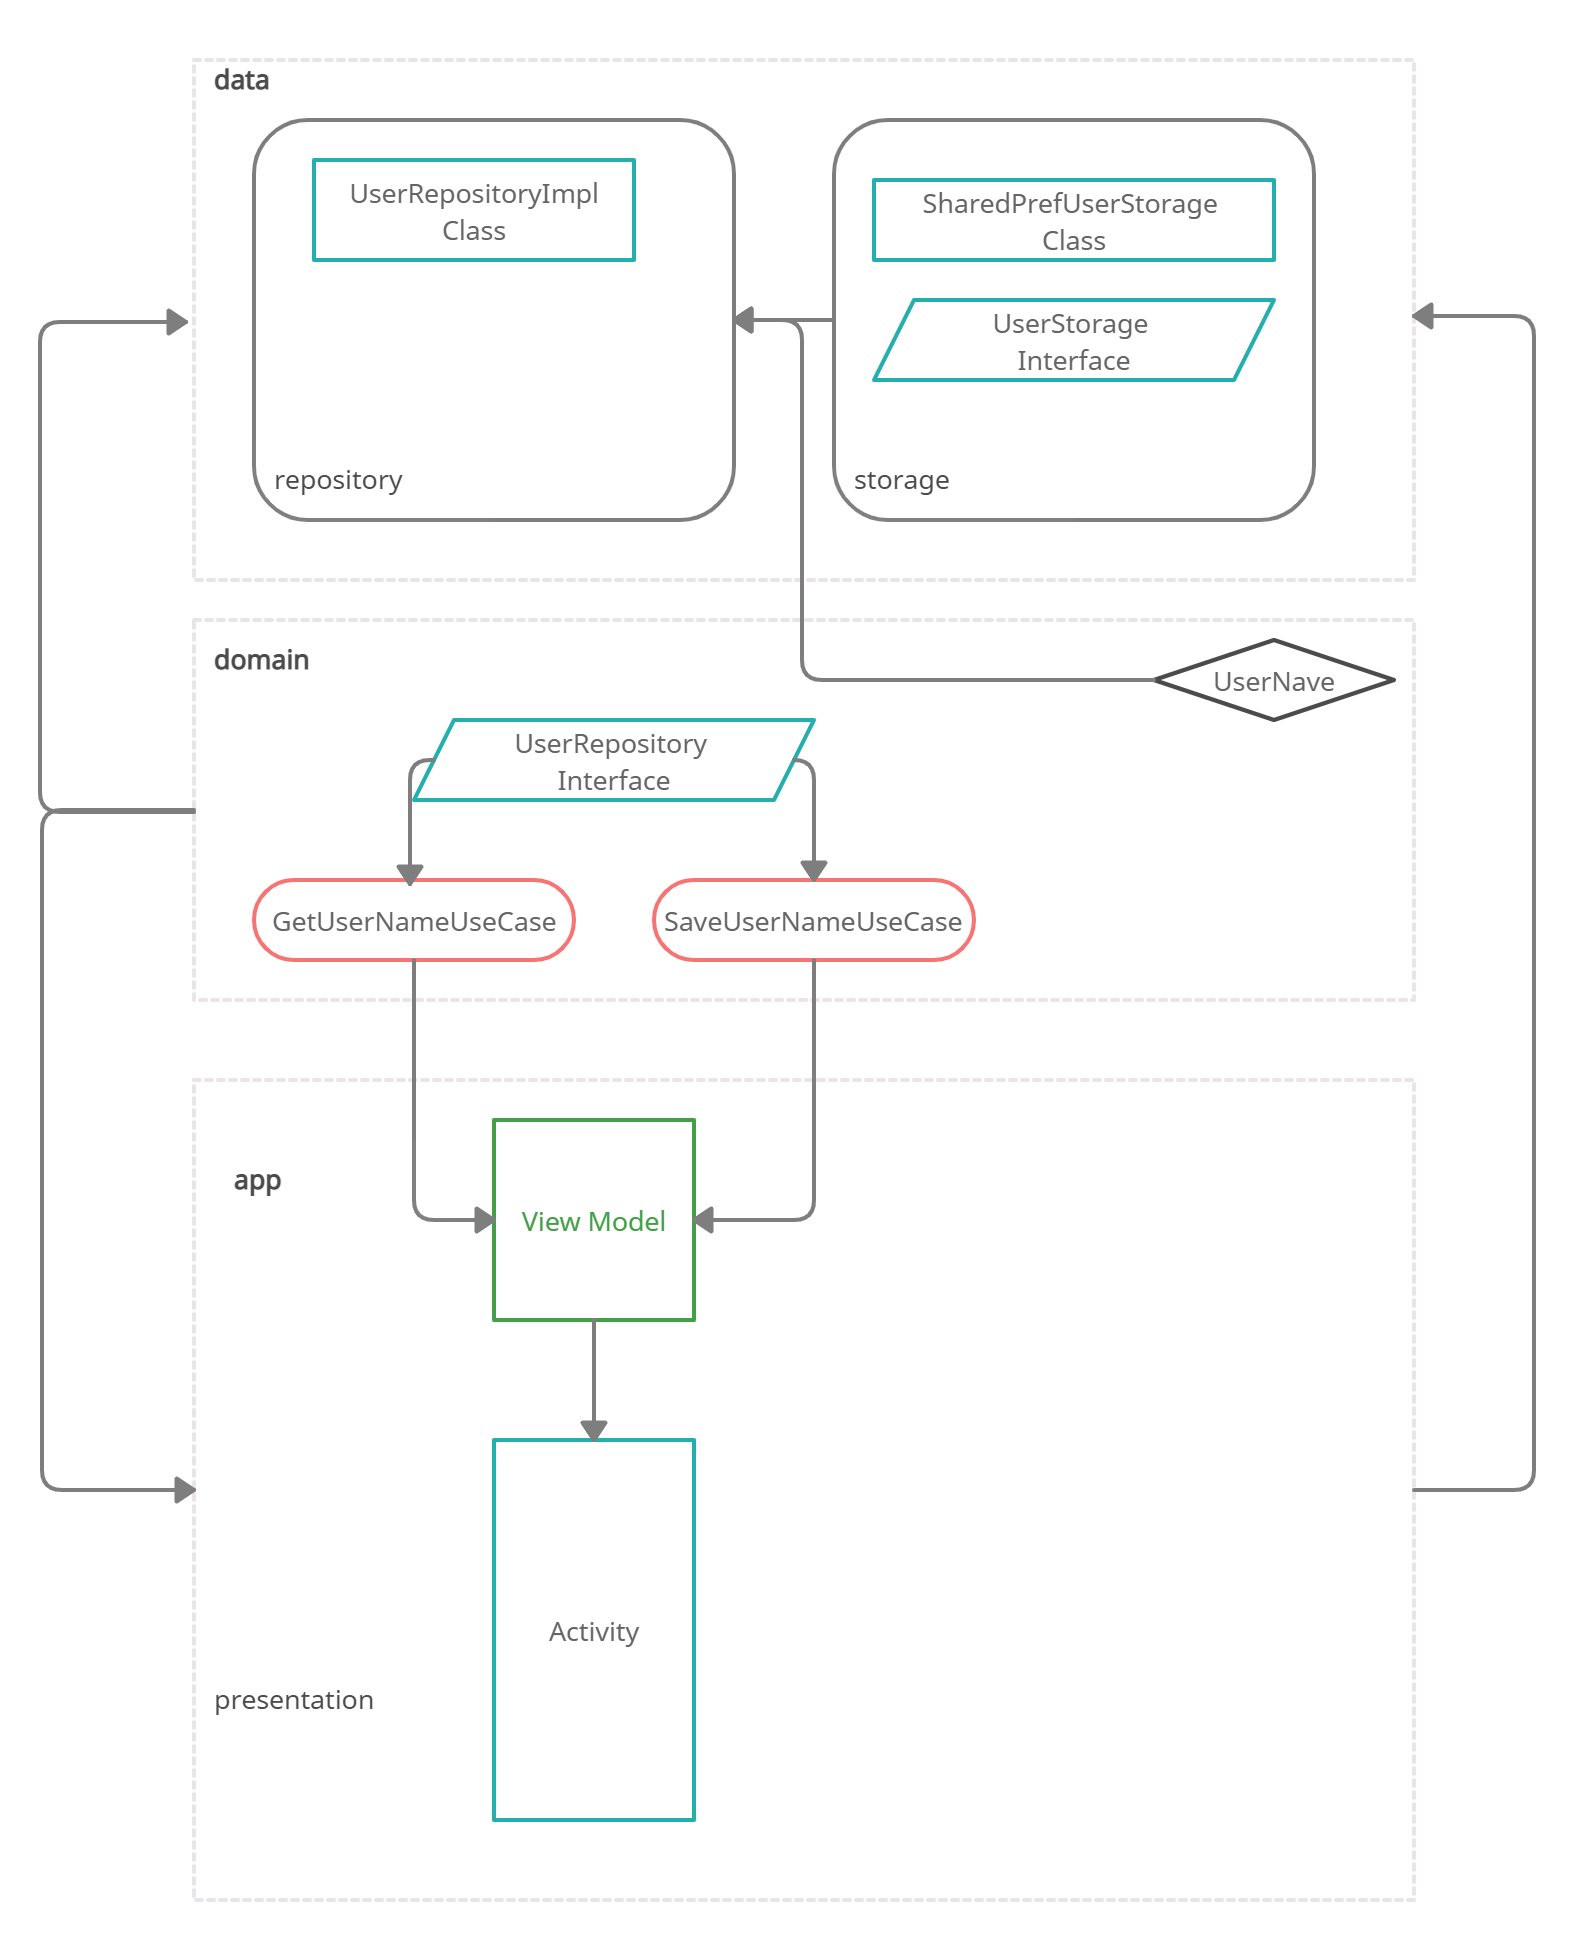 data
UserRepositoryImpl
Class
repository
SharedPrefUserStorage
Class
UserStorage
Interface
storage
domain
UserNave
UserRepository
Interface
GetUserNameUseCase
SaveUserNameUseCase
app
View Model
Activity
presentation